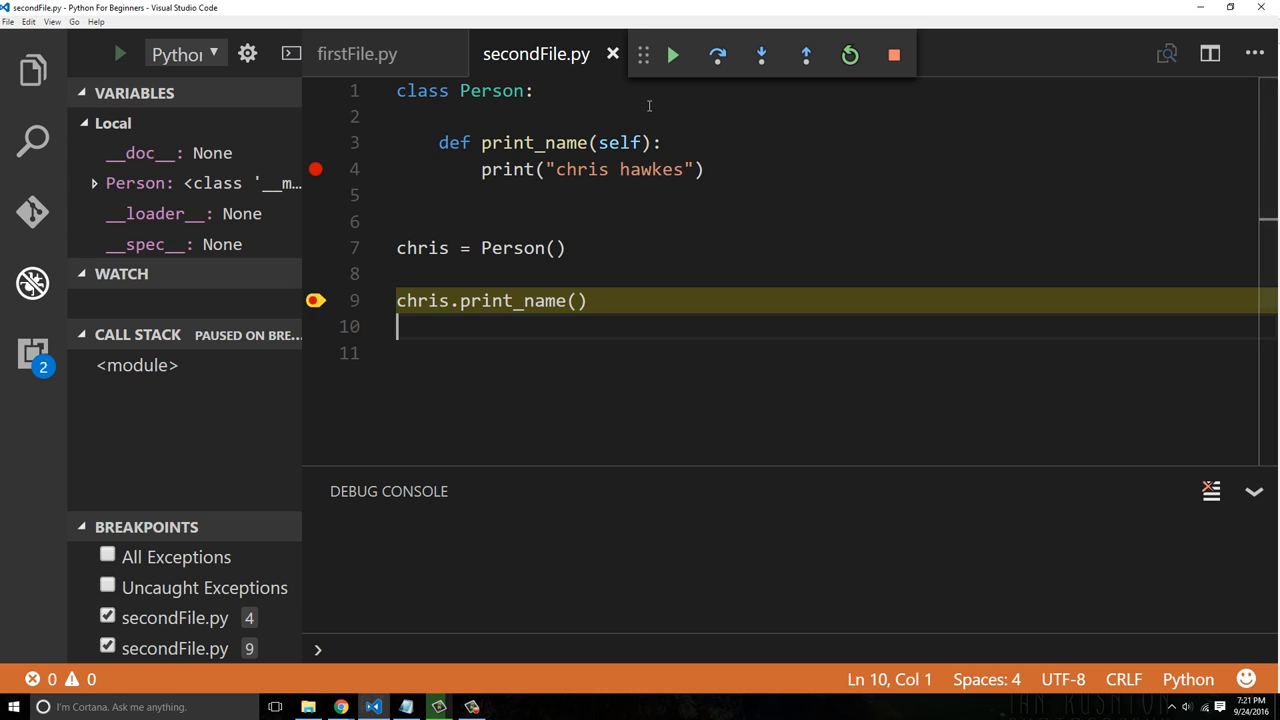 secondFile.py - Python For Beginners - Visual Studio Code
File Edit View Go Help
Python
firstFile.py
secondFile.py
VARIABLES
Local
__doc__: None
Person: <class '__m...
__loader__: None
__spec__: None
WATCH
CALL STACK PAUSED ON BRE...
<module>
BREAKPOINTS
All Exceptions
Uncaught Exceptions
secondFile.py 4
secondFile.py 9
2
1 class Person:
2
3 def print_name(self):
4 print("chris hawkes")
5
6
7 chris = Person()
8
9 chris.print_name()
10
11
DEBUG CONSOLE
0 0
Ln 10, Col 1 Spaces: 4 UTF-8 CRLF Python
I'm Cortana. Ask me anything.
7:21 PM
9/24/2016